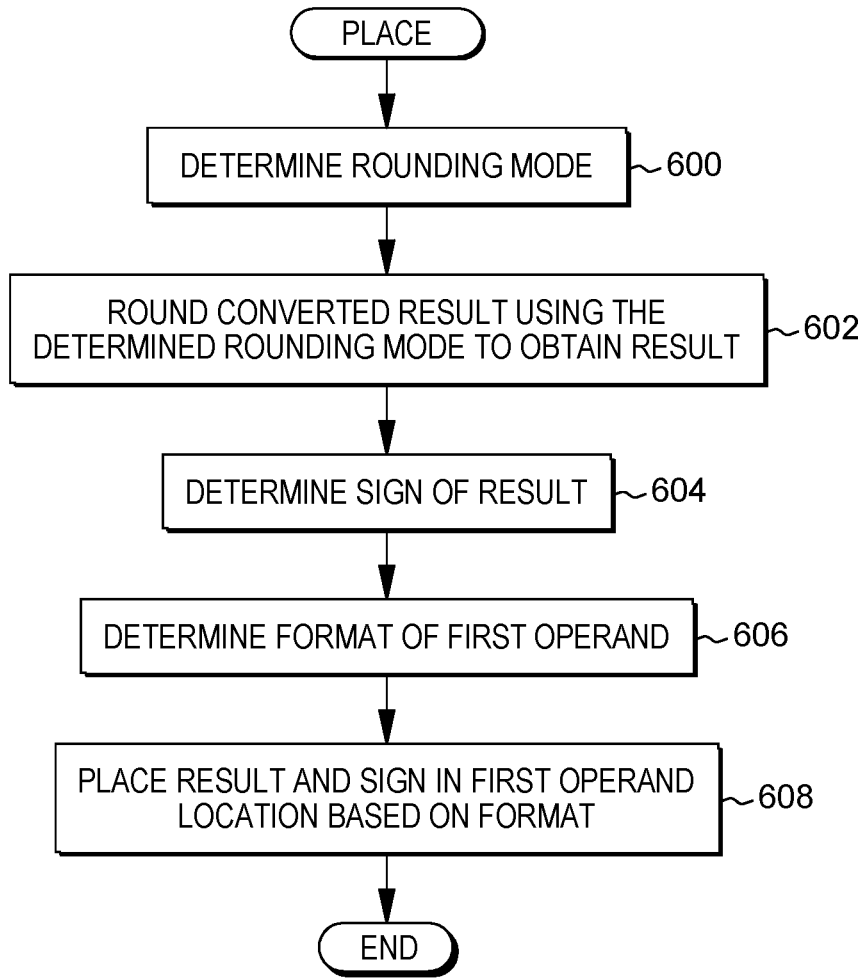 PLACE
DETERMINE ROUNDING MODE
600
ROUND CONVERTED RESULT USING THE
DETERMINED ROUNDING MODE TO OBTAIN RESULT
602
DETERMINE SIGN OF RESULT
604
DETERMINE FORMAT OF FIRST OPERAND
606
PLACE RESULT AND SIGN IN FIRST OPERAND
LOCATION BASED ON FORMAT
608
END